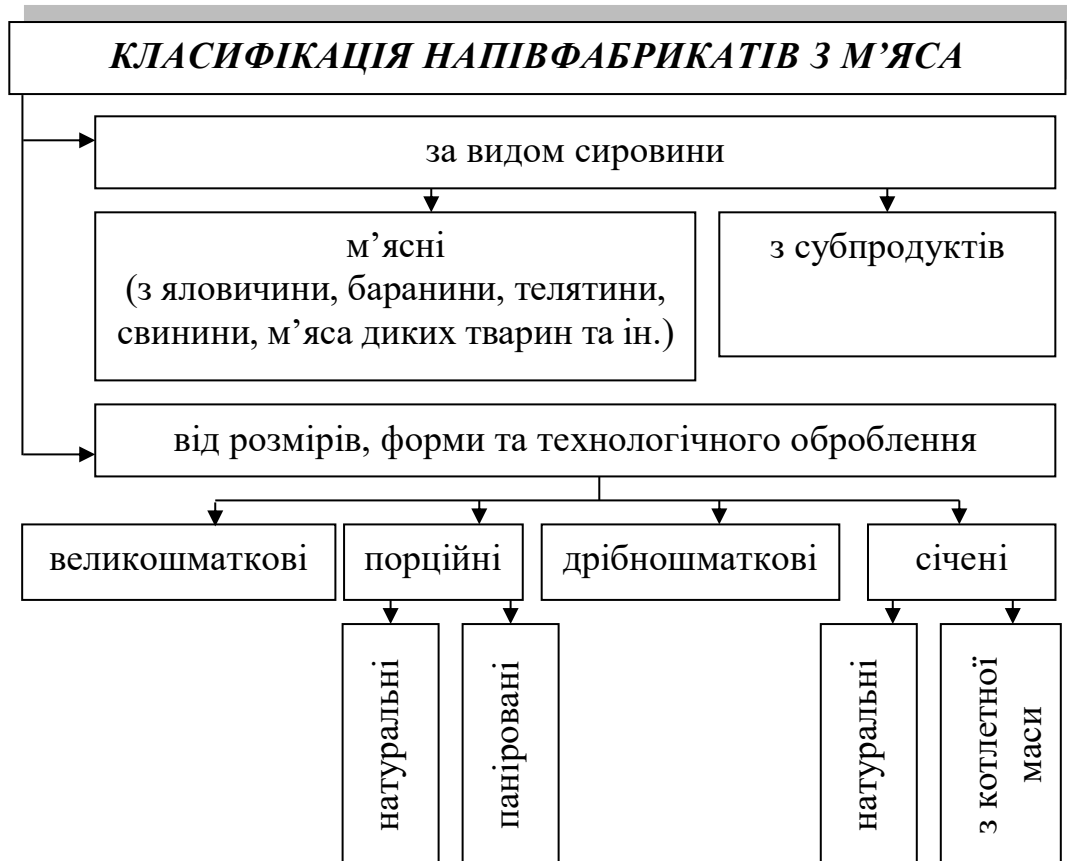 КЛАСИФІКАЦІЯ НАПІВФАБРИКАТІВ З М’ЯСА
за видом сировини
м’ясні
(з яловичини, баранини, телятини,
свинини, м’яса диких тварин та ін.)
з субпродуктів
від розмірів, форми та технологічного оброблення
великошматкові
порційні
дрібношматкові
січені
натуральні
паніровані
натуральні
з котлетної
маси